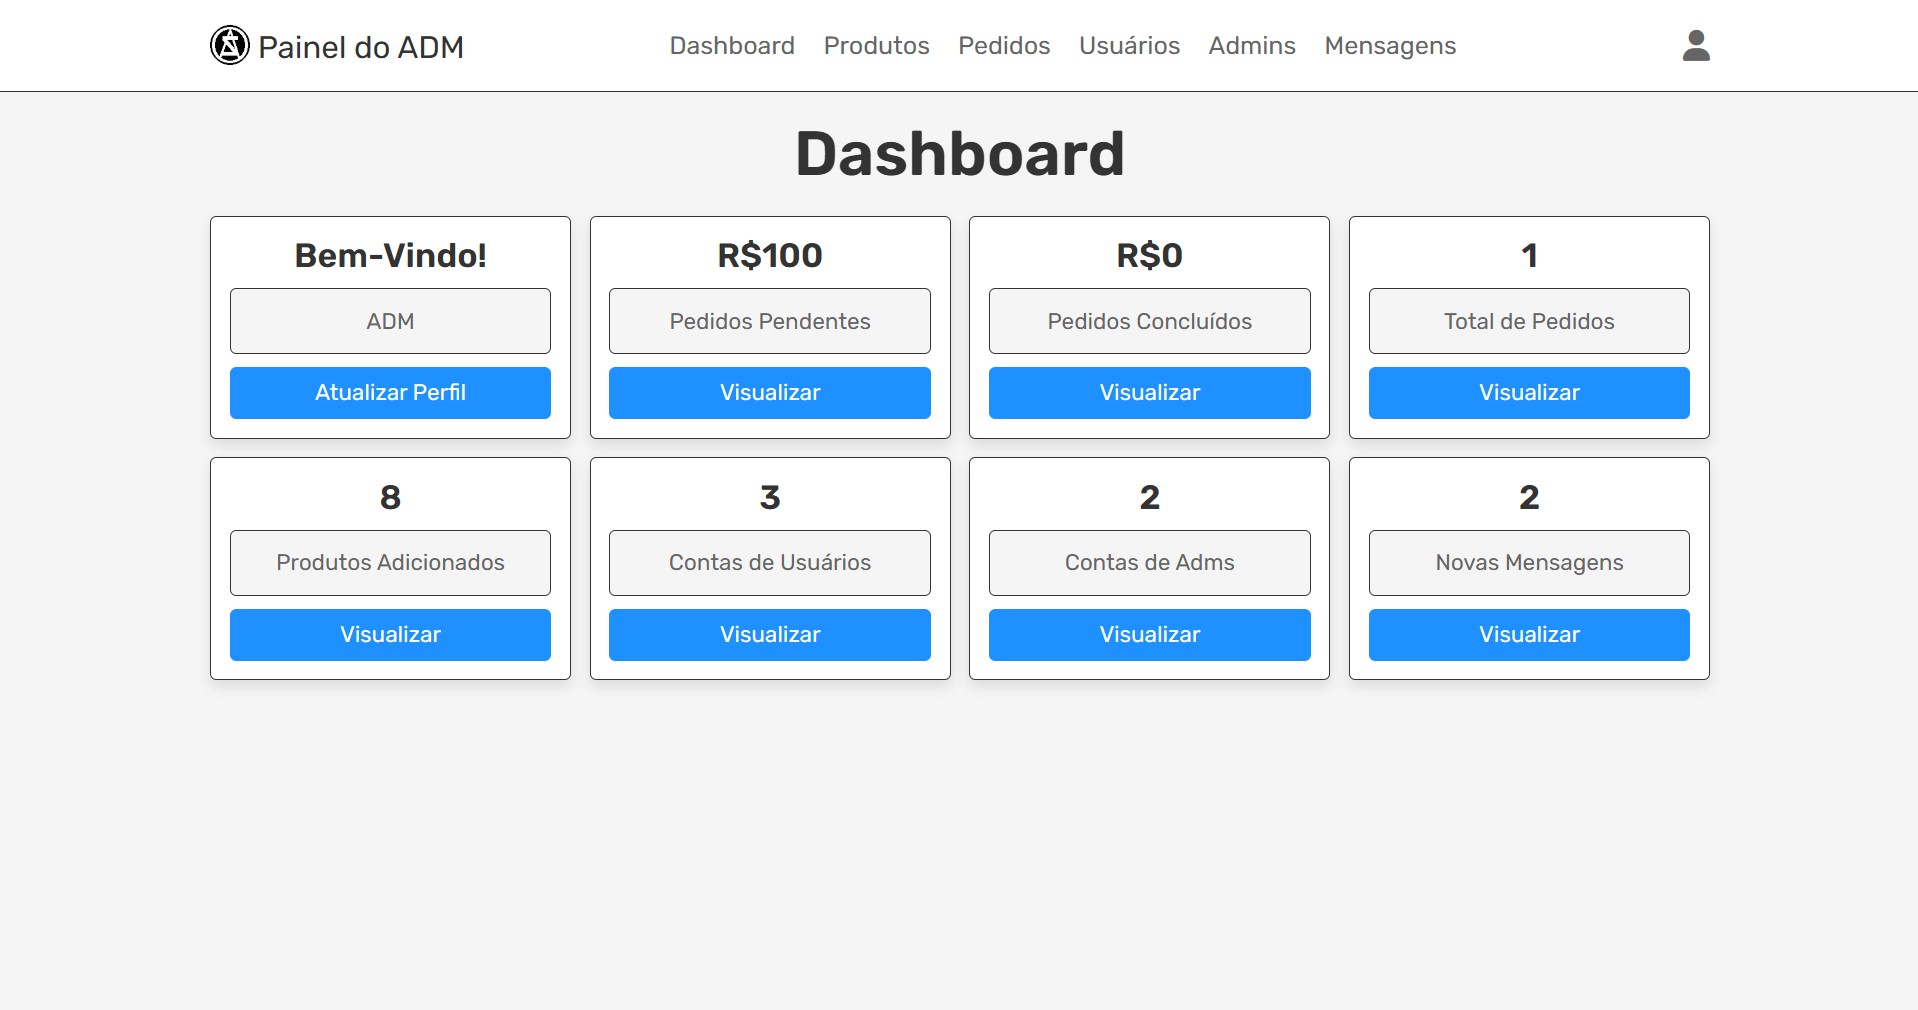 Painel do ADM
Dashboard Produtos Pedidos Usuários Admins Mensagens
Dashboard
Bem-Vindo!
ADM
Atualizar Perfil
R$100
Pedidos Pendentes
Visualizar
R$0
Pedidos Concluídos
Visualizar
1
Total de Pedidos
Visualizar
8
Produtos Adicionados
Visualizar
3
Contas de Usuários
Visualizar
2
Contas de Adms
Visualizar
2
Novas Mensagens
Visualizar